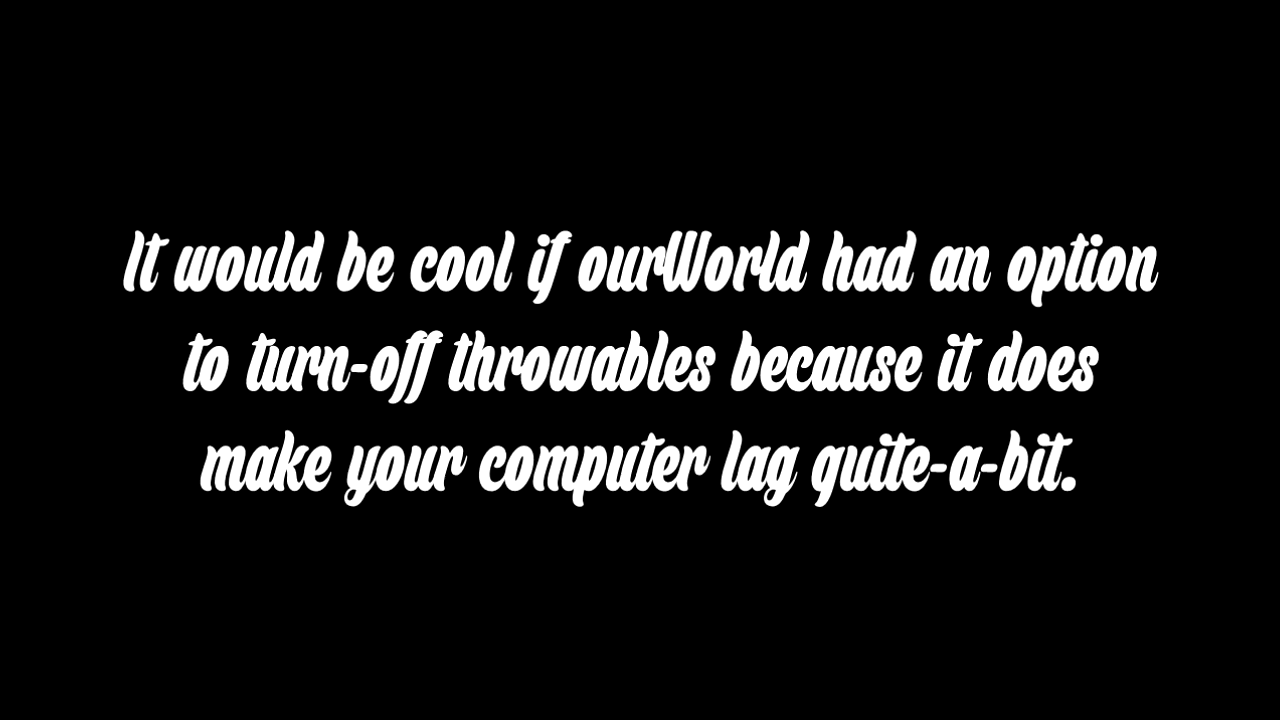 It would be cool if ourWorld had an option
to turn-off throwables because it does
make your computer lag quite-a-bit.